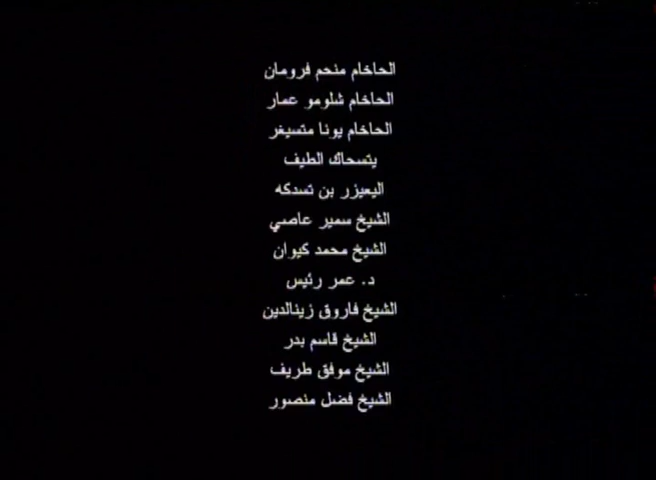 الحاخام منحم فرومان
الحاخام شلومو عمار
الحاخام يونا متسيغر
يتسحاك الطيف
اليعيزر بن تسدكه
الشيخ سمير عاصي
الشيخ محمد كيوان
د. عمر رئيس
الشيخ فاروق زينالدين
الشيخ قاسم بدر
الشيخ موفق طريف
الشيخ فضل منصور